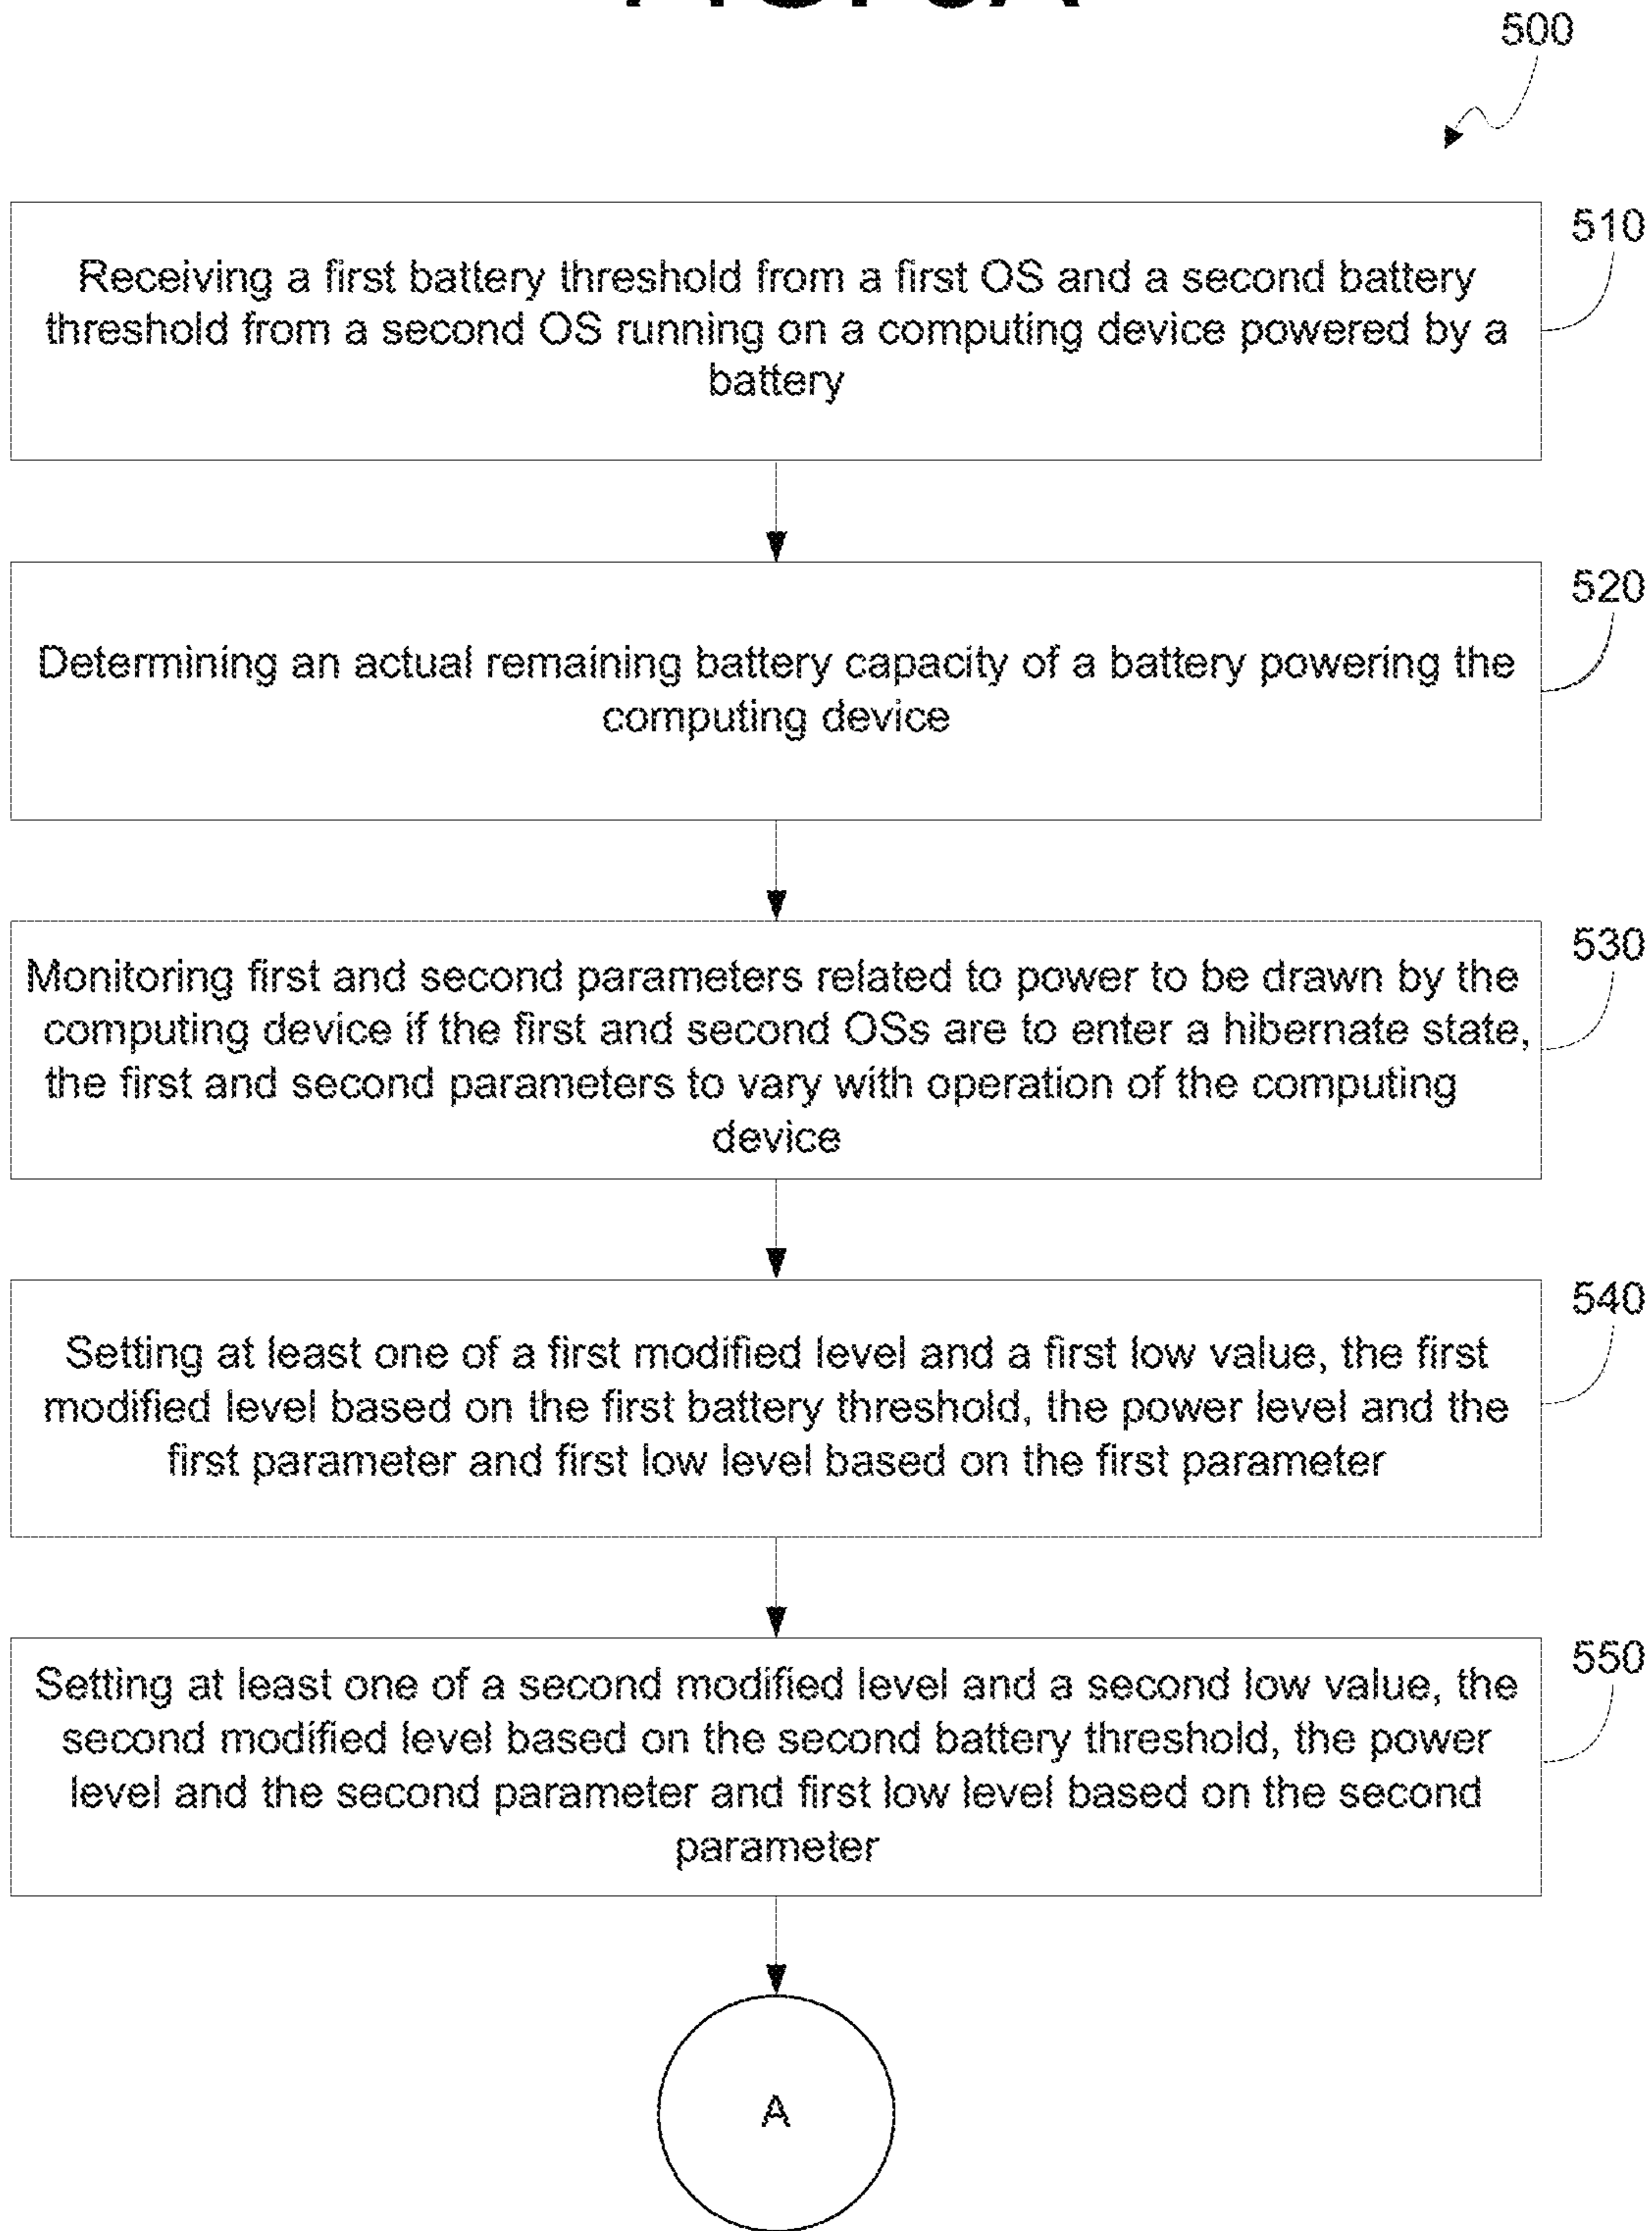 500
510
Receiving a first battery threshold from a first OS and a second battery
threshold from a second OS running on a computing device powered by a
battery
520
Determining an actual remaining battery capacity of a battery powering the
computing device
530
Monitoring first and second parameters related to power to be drawn by the
computing device if the first and second OSs are to enter a hibernate state,
the first and second parameters to vary with operation of the computing
device
540
Setting at least one of a first modified level and a first low value, the first
modified level based on the first battery threshold, the power level and the
first parameter and first low level based on the first parameter
550
Setting at least one of a second modified level and a second low value, the
second modified level based on the second battery threshold, the power
level and the second parameter and first low level based on the second
parameter
A